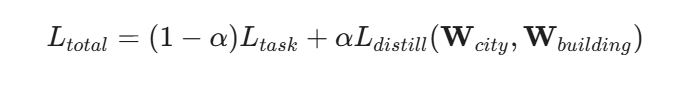 L_{total} = (1 − α)L_{task} + αL_{distill}(𝐖_{city}, 𝐖_{building})